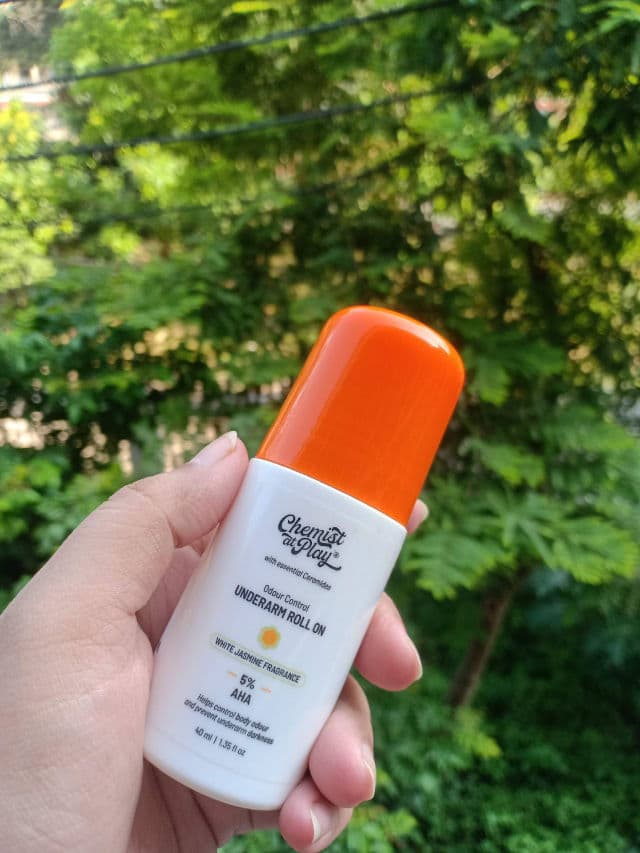 Chemist
at Play®
with essential Ceramides
Odour Control
UNDERARM ROLL ON
WHITE JASMINE FRAGRANCE
5%
AHA
Helps control body odour
and prevent underarm darkness
40 ml | 1.35 fl oz